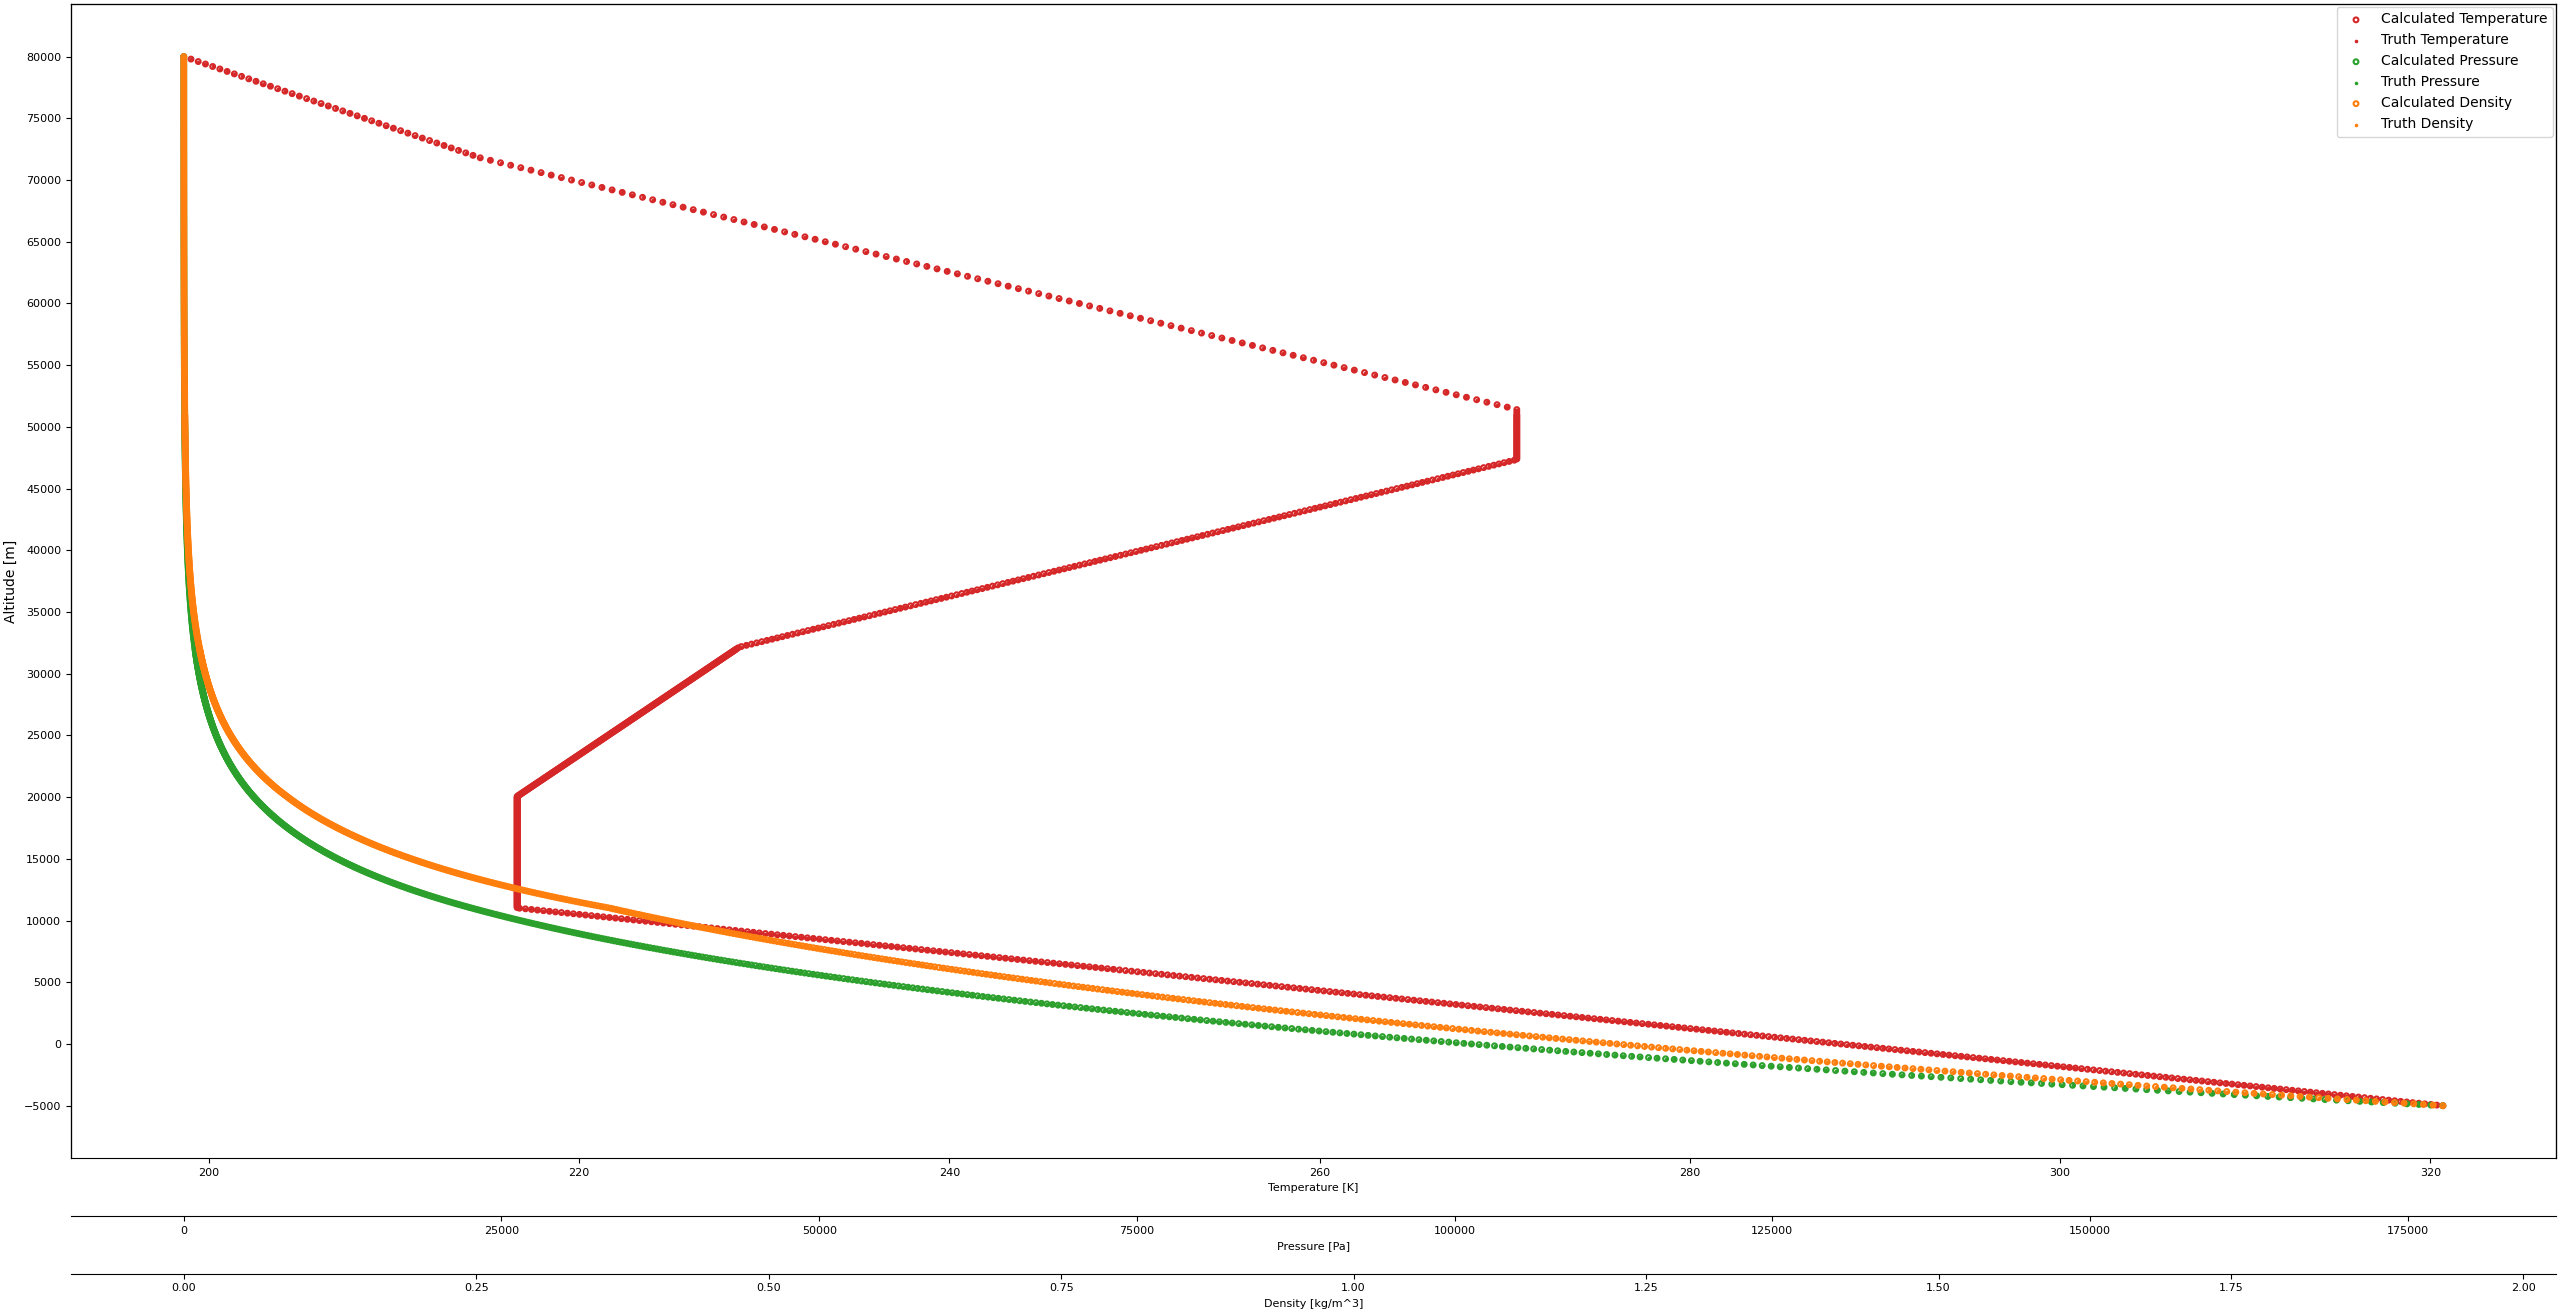 Calculated Temperature
Truth Temperature
Calculated Pressure
Truth Pressure
Calculated Density
Truth Density
Altitude [m]
80000
75000
70000
65000
60000
55000
50000
45000
40000
35000
30000
25000
20000
15000
10000
5000
0
−5000
200 220 240 260 280 300 320
Temperature [K]
0 25000 50000 75000 100000 125000 150000 175000
Pressure [Pa]
0.00 0.25 0.50 0.75 1.00 1.25 1.50 1.75 2.00
Density [kg/m^3]